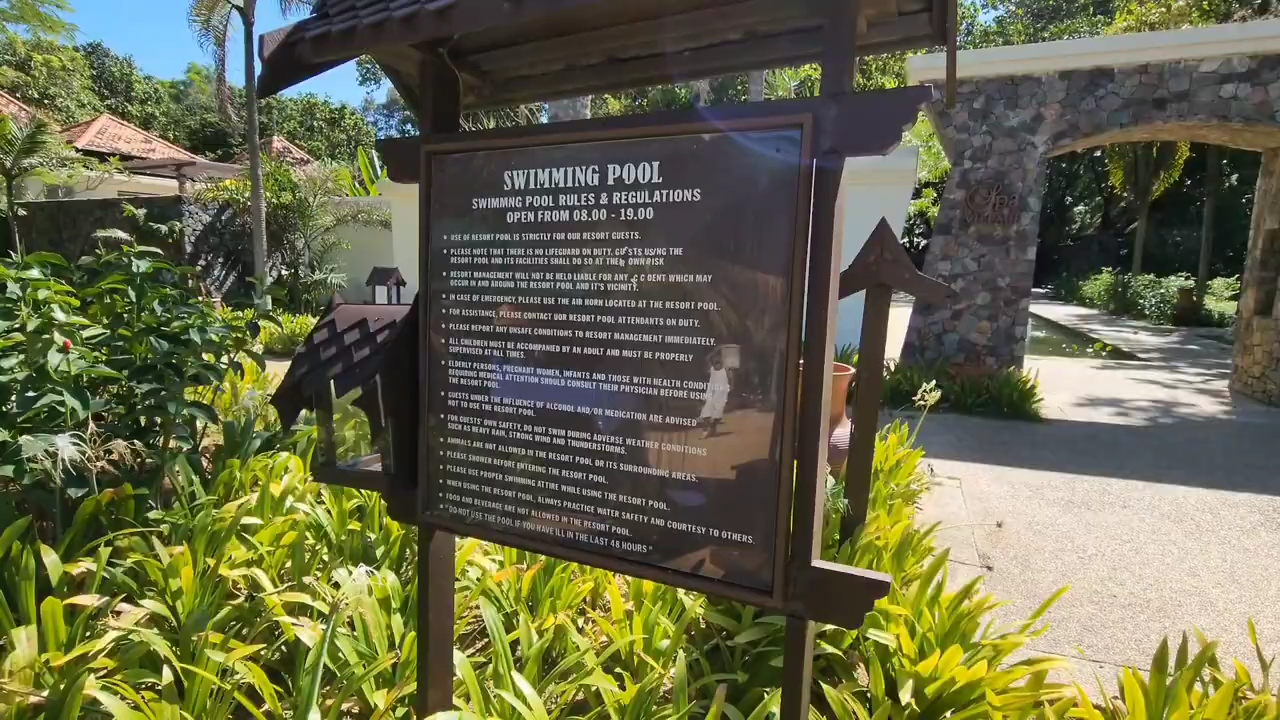 SWIMMING POOL
SWIMMNG POOL RULES & REGULATIONS
OPEN FROM 08.00 - 19.00
• USE OF RESORT POOL IS STRICTLY FOR OUR RESORT GUESTS.
• PLEASE NOTE THAT THERE IS NO LIFEGUARD ON DUTY. GUESTS USING THE
RESORT POOL AND ITS FACILITIES SHALL DO SO AT THEIR OWN RISK
• RESORT MANAGEMENT WILL NOT BE HELD LIABLE FOR ANY CC DENT WHICH MAY
OCCUR IN AND AROUND THE RESORT POOL AND IT'S VICINITY.
• IN CASE OF EMERGENCY, PLEASE USE THE AIR HORN LOCATED AT THE RESORT POOL.
• FOR ASSISTANCE, PLEASE CONTACT UOR RESORT POOL ATTENDANTS ON DUTY.
• PLEASE REPORT ANY UNSAFE CONDITIONS TO RESORT MANAGEMENT IMMEDIATELY.
• ALL CHILDREN MUST BE ACCOMPANIED BY AN ADULT AND MUST BE PROPERLY
SUPERVISED AT ALL TIMES.
• ELDERLY PERSONS, PREGNANT WOMEN, INFANTS AND THOSE WITH HEALTH CONDITIONS
REQUIRING MEDICAL ATTENTION SHOULD CONSULT THEIR PHYSICIAN BEFORE USING
THE RESORT POOL.
• GUESTS UNDER THE INFLUENCE OF ALCOHOL AND/OR MEDICATION ARE ADVISED
NOT TO USE THE RESORT POOL.
• FOR GUESTS' OWN SAFETY, DO NOT SWIM DURING ADVERSE WEATHER CONDITIONS
SUCH AS HEAVY RAIN, STRONG WIND AND THUNDERSTORMS.
• ANIMALS ARE NOT ALLOWED IN THE RESORT POOL OR ITS SURROUNDING AREAS.
• PLEASE SHOWER BEFORE ENTERING THE RESORT POOL.
• PLEASE USE PROPER SWIMMING ATTIRE WHILE USING THE RESORT POOL.
• WHEN USING THE RESORT POOL, ALWAYS PRACTICE WATER SAFETY AND COURTESY TO OTHERS.
• FOOD AND BEVERAGE ARE NOT ALLOWED IN THE RESORT POOL.
• "DO NOT USE THE POOL IF YOU HAVE ILL IN THE LAST 48 HOURS"
Spa
VILLAGE